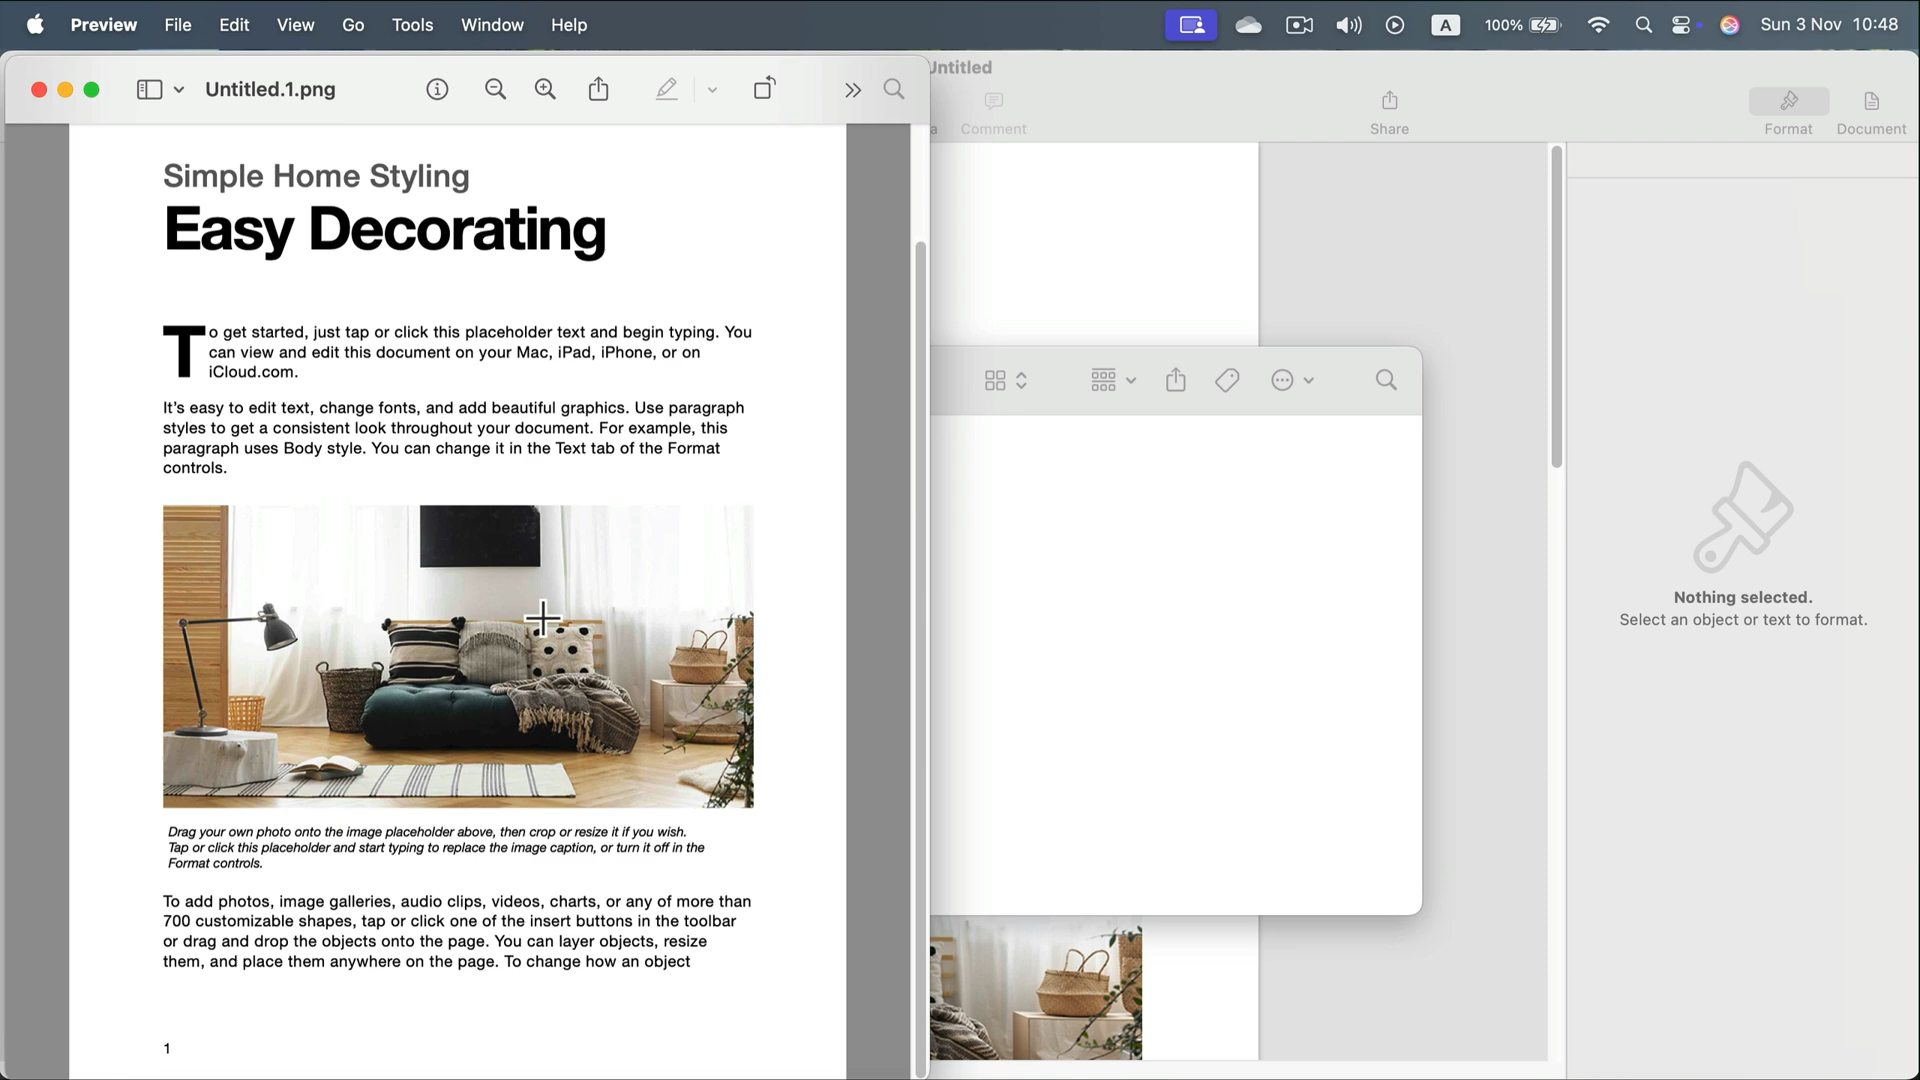 Preview File Edit View Go Tools Window Help
A 100% Sun 3 Nov 10:48
Untitled.1.png
Untitled
Comment
Share
Format
Document
Simple Home Styling
Easy Decorating
To get started, just tap or click this placeholder text and begin typing. You
can view and edit this document on your Mac, iPad, iPhone, or on
iCloud.com.
It's easy to edit text, change fonts, and add beautiful graphics. Use paragraph
styles to get a consistent look throughout your document. For example, this
paragraph uses Body style. You can change it in the Text tab of the Format
controls.
Drag your own photo onto the image placeholder above, then crop or resize it if you wish.
Tap or click this placeholder and start typing to replace the image caption, or turn it off in the
Format controls.
To add photos, image galleries, audio clips, videos, charts, or any of more than
700 customizable shapes, tap or click one of the insert buttons in the toolbar
or drag and drop the objects onto the page. You can layer objects, resize
them, and place them anywhere on the page. To change how an object
1
Nothing selected.
Select an object or text to format.